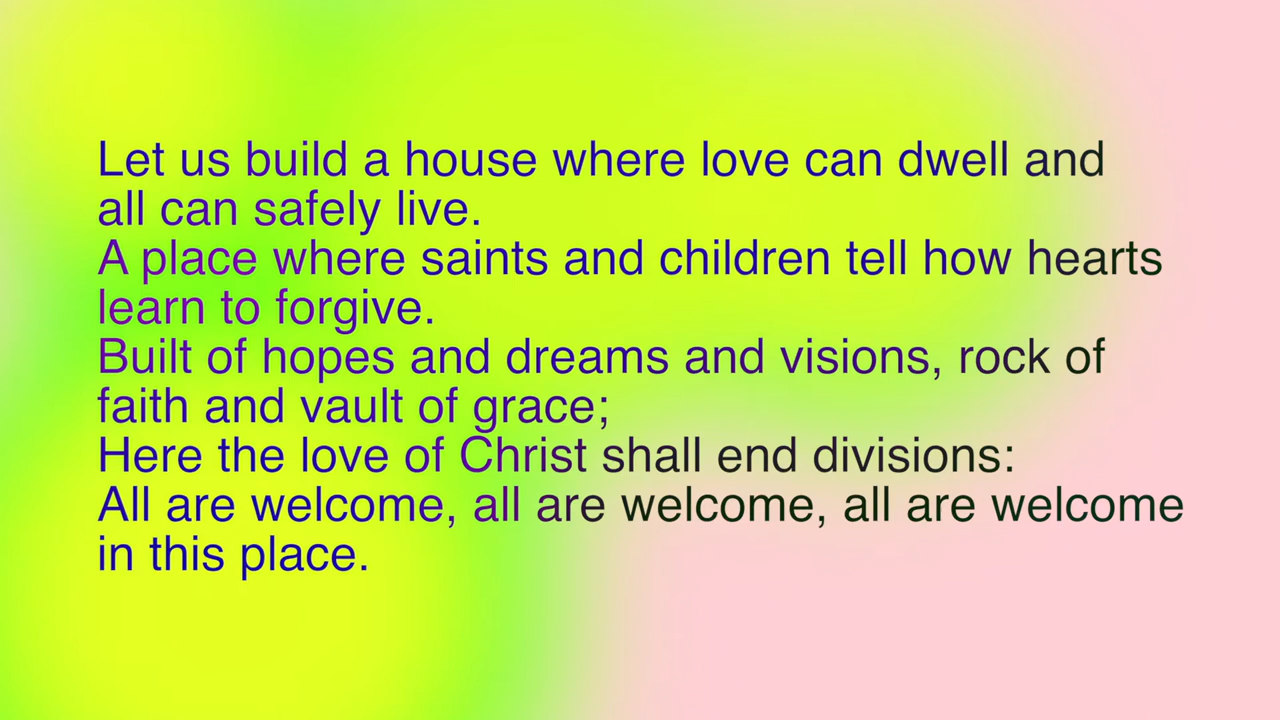 Let us build a house where love can dwell and
all can safely live.
A place where saints and children tell how hearts
learn to forgive.
Built of hopes and dreams and visions, rock of
faith and vault of grace;
Here the love of Christ shall end divisions:
All are welcome, all are welcome, all are welcome
in this place.